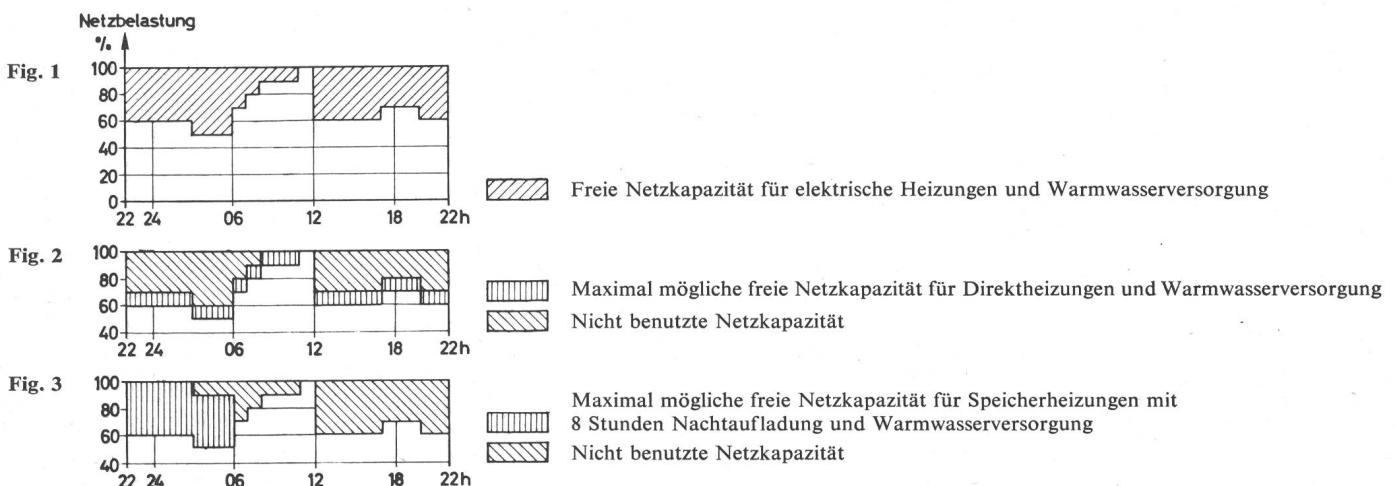 Netzbelastung
%
Fig. 1
100
80
60
40
20
0
22 24 06 12 18 22h
Freie Netzkapazität für elektrische Heizungen und Warmwasserversorgung
Fig. 2
100
80
60
40
22 24 06 12 18 22h
Maximal mögliche freie Netzkapazität für Direktheizungen und Warmwasserversorgung
Nicht benutzte Netzkapazität
Fig. 3
100
80
60
40
22 24 06 12 18 22h
Maximal mögliche freie Netzkapazität für Speicherheizungen mit
8 Stunden Nachtaufladung und Warmwasserversorgung
Nicht benutzte Netzkapazität